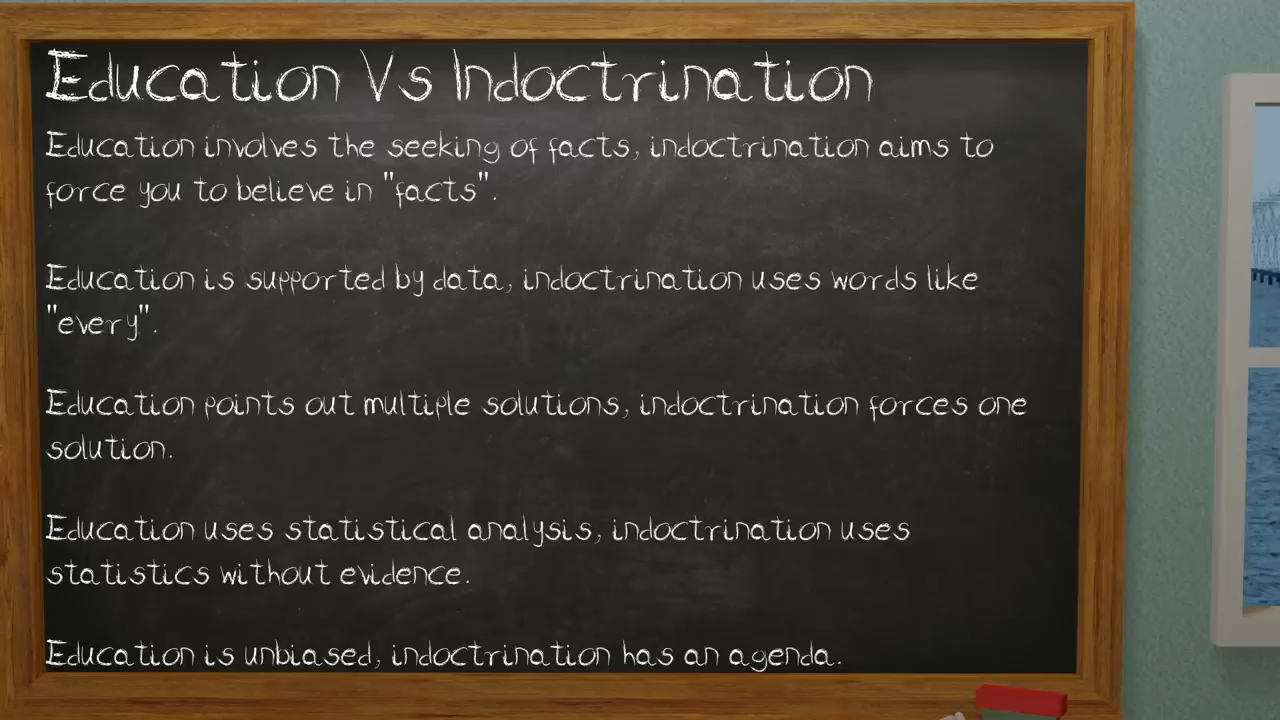 Education Vs Indoctrination
Education involves the seeking of facts, indoctrination aims to
force you to believe in "facts".
Education is supported by data, indoctrination uses words like
"every".
Education points out multiple solutions, indoctrination forces one
solution.
Education uses statistical analysis, indoctrination uses
statistics without evidence.
Education is unbiased, indoctrination has an agenda.